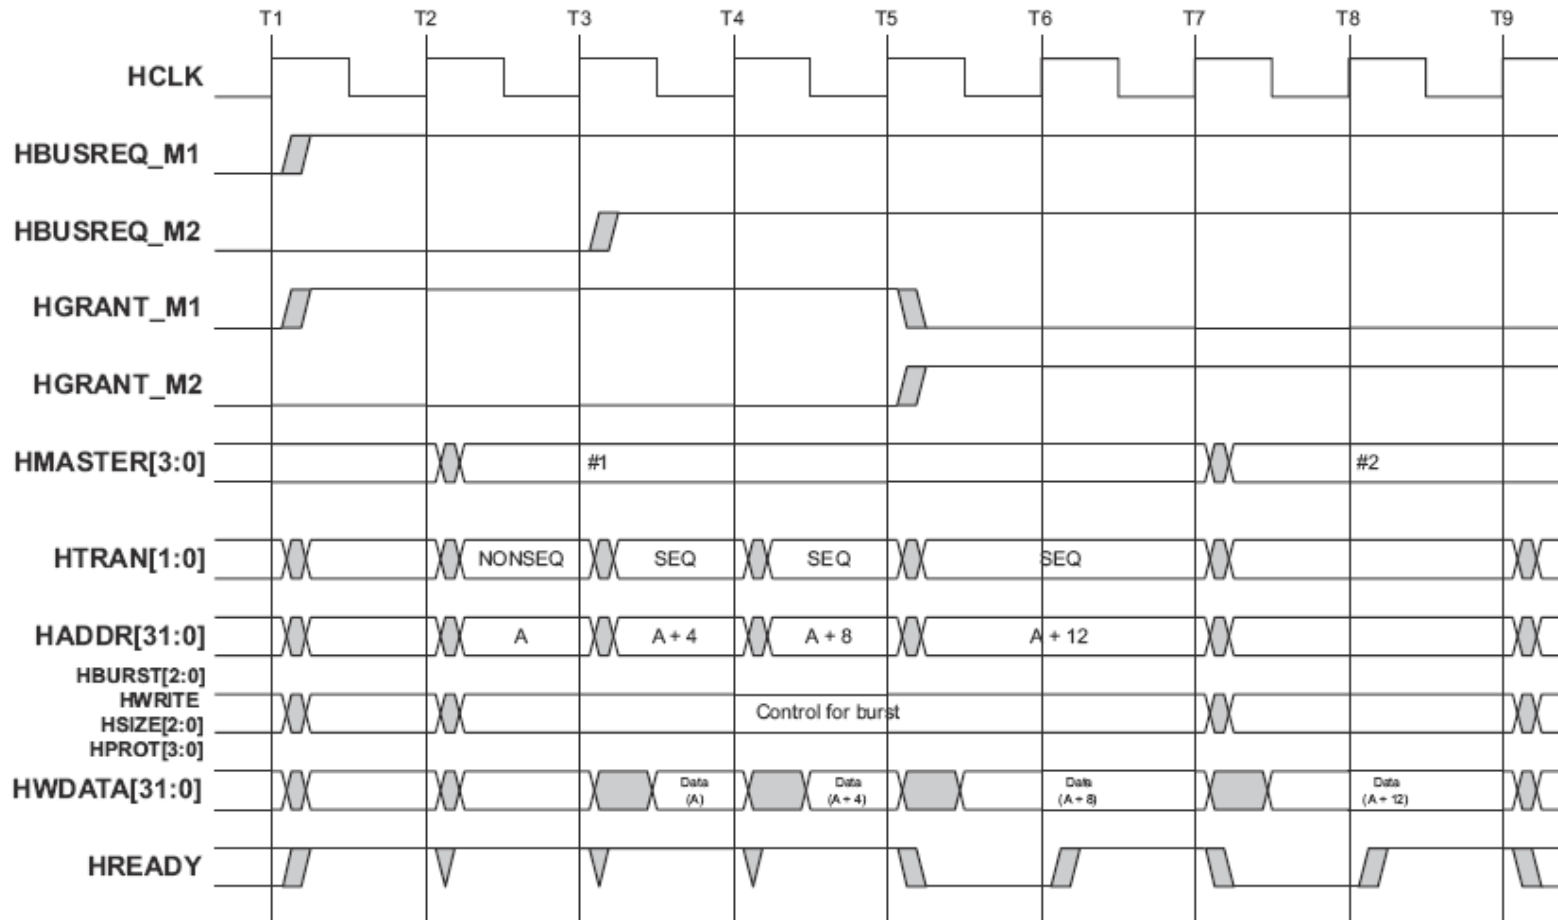 T1 T2 T3 T4 T5 T6 T7 T8 T9
HCLK
HBUSREQ_M1
HBUSREQ_M2
HGRANT_M1
HGRANT_M2
HMASTER[3:0] #1 #2
HTRAN[1:0] NONSEQ SEQ SEQ SEQ
HADDR[31:0] A A + 4 A + 8 A + 12
HBURST[2:0]
HWRITE
HSIZE[2:0]
HPROT[3:0]
Control for burst
HWDATA[31:0]
Data
(A)
Data
(A + 4)
Data
(A + 8)
Data
(A + 12)
HREADY